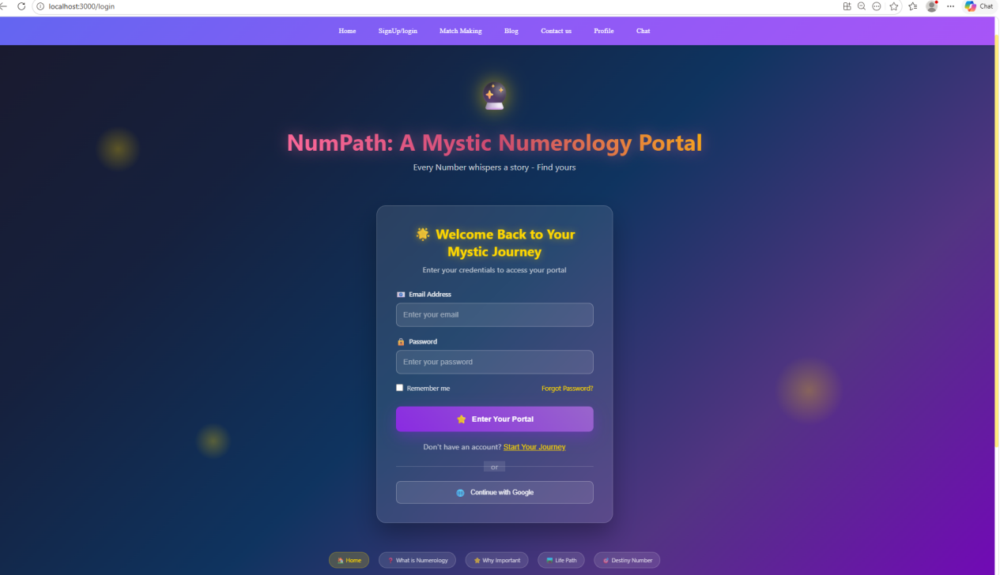 localhost:3000/login
Chat
Home SignUp/login Match Making Blog Contact us Profile Chat
NumPath: A Mystic Numerology Portal
Every Number whispers a story - Find yours
Welcome Back to Your
Mystic Journey
Enter your credentials to access your portal
Email Address
Enter your email
Password
Enter your password
Remember me Forgot Password?
Enter Your Portal
Don't have an account? Start Your Journey
or
Continue with Google
Home What is Numerology Why Important Life Path Destiny Number